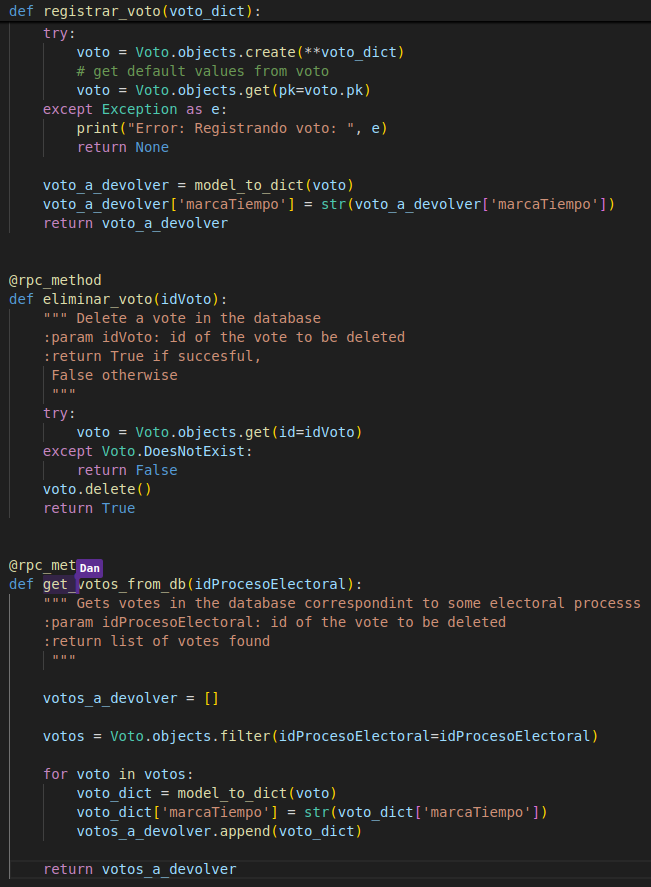 def registrar_voto(voto_dict):
    try:
        voto = Voto.objects.create(**voto_dict)
        # get default values from voto
        voto = Voto.objects.get(pk=voto.pk)
    except Exception as e:
        print("Error: Registrando voto: ", e)
        return None

    voto_a_devolver = model_to_dict(voto)
    voto_a_devolver['marcaTiempo'] = str(voto_a_devolver['marcaTiempo'])
    return voto_a_devolver

@rpc_method
def eliminar_voto(idVoto):
    """ Delete a vote in the database
    :param idVoto: id of the vote to be deleted
    :return True if succesful,
     False otherwise
     """
    try:
        voto = Voto.objects.get(id=idVoto)
    except Voto.DoesNotExist:
        return False
    voto.delete()
    return True

@rpc_met Dan
def get_votos_from_db(idProcesoElectoral):
    """ Gets votes in the database correspondint to some electoral processs
    :param idProcesoElectoral: id of the vote to be deleted
    :return list of votes found
     """

    votos_a_devolver = []

    votos = Voto.objects.filter(idProcesoElectoral=idProcesoElectoral)

    for voto in votos:
        voto_dict = model_to_dict(voto)
        voto_dict['marcaTiempo'] = str(voto_dict['marcaTiempo'])
        votos_a_devolver.append(voto_dict)

    return votos_a_devolver